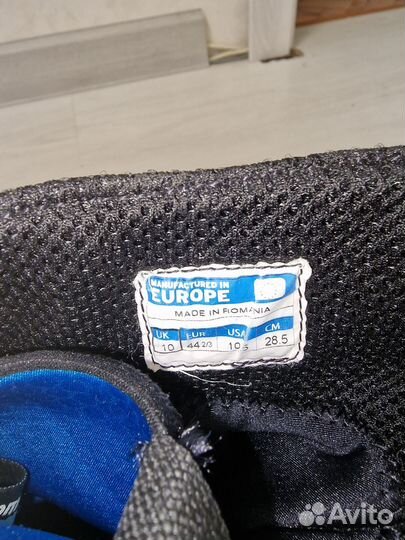 MANUFACTURED IN
EUROPE
MADE IN ROMANIA
UK EUR USA CM
10 44 2/3 10.5 28.5
Avito